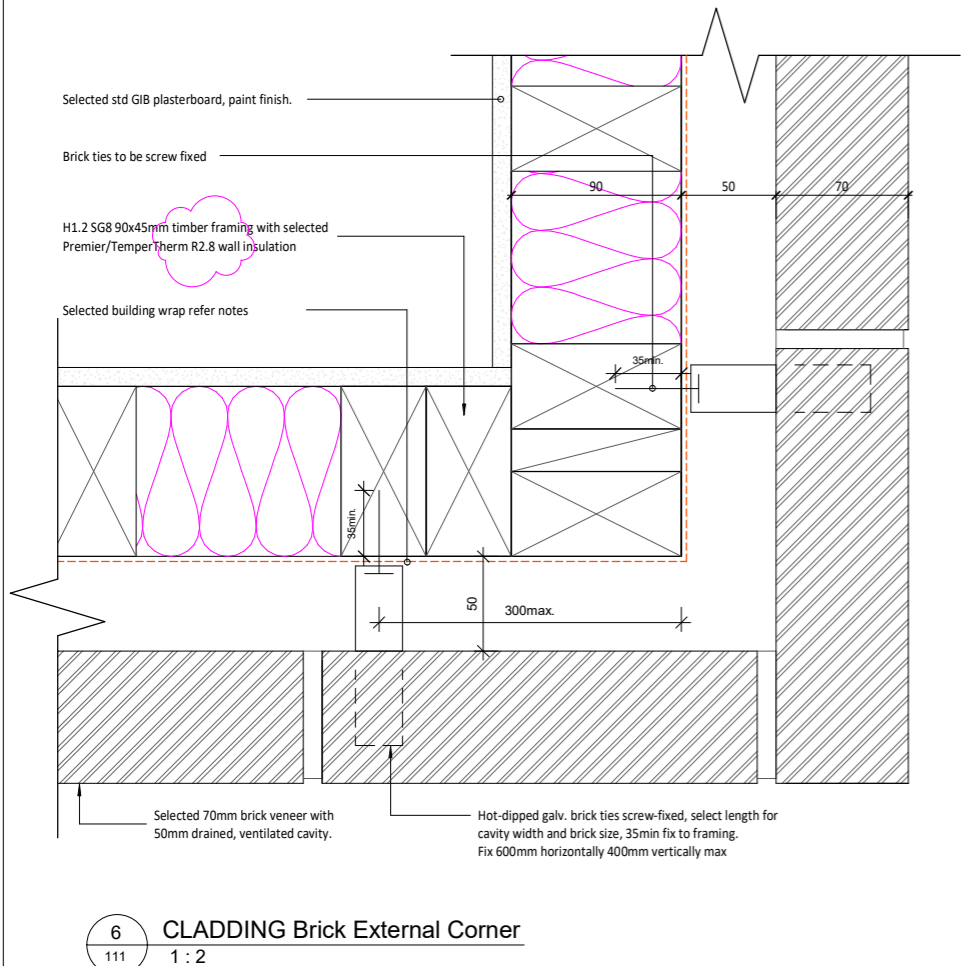 Selected std GIB plasterboard, paint finish.
Brick ties to be screw fixed
90
50
70
H1.2 SG8 90x45mm timber framing with selected
Premier/TemperTherm R2.8 wall insulation
Selected building wrap refer notes
35min.
35min.
50
300max.
Selected 70mm brick veneer with
50mm drained, ventilated cavity.
Hot-dipped galv. brick ties screw-fixed, select length for
cavity width and brick size, 35min fix to framing.
Fix 600mm horizontally 400mm vertically max
6
111
CLADDING Brick External Corner
1 : 2